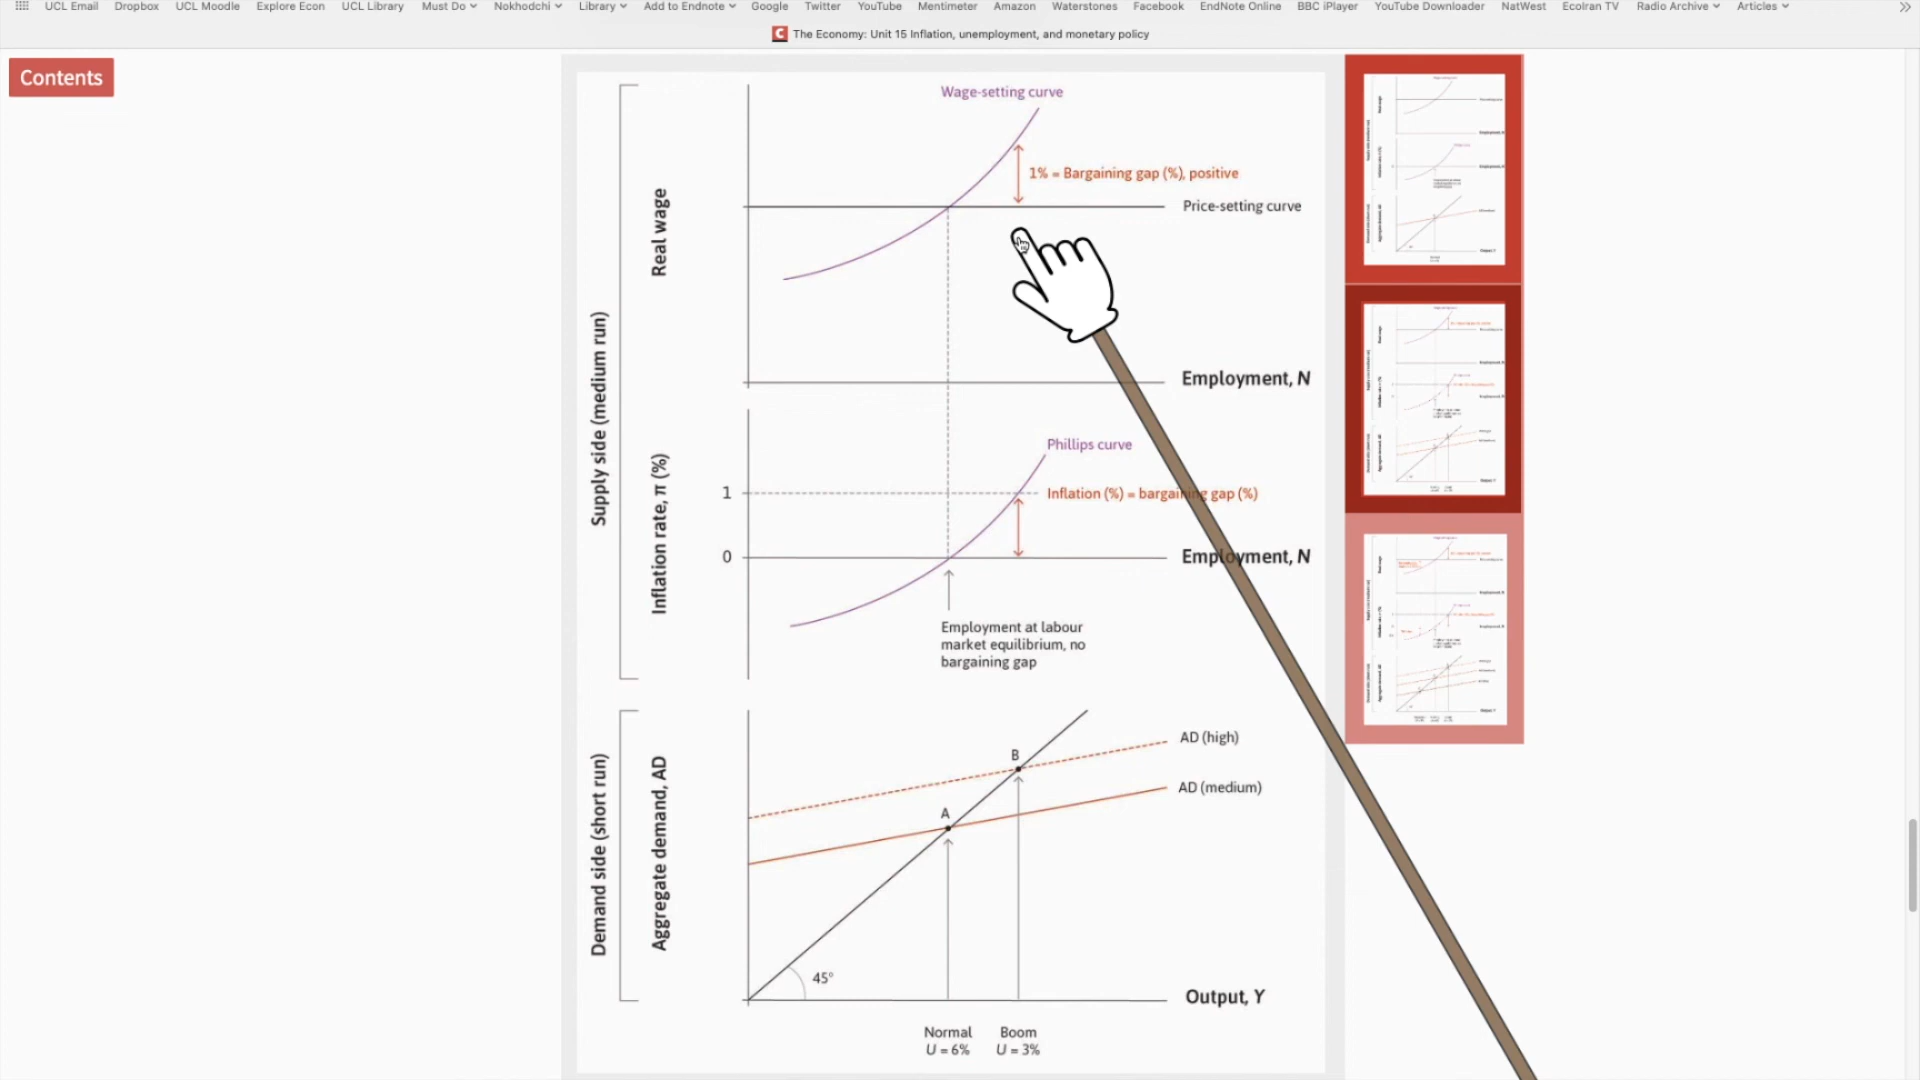 UCL Email Dropbox UCL Moodle Explore Econ UCL Library Must Do Nokhodchi Library Add to Endnote Google Twitter YouTube Mentimeter Amazon Waterstones Facebook EndNote Online BBC iPlayer YouTube Downloader NatWest EcoIran TV Radio Archive Articles
C The Economy: Unit 15 Inflation, unemployment, and monetary policy
Contents
Supply side (medium run)
Real wage
Wage-setting curve
1% = Bargaining gap (%), positive
Price-setting curve
Employment, N
Inflation rate, π (%)
Phillips curve
1
Inflation (%) = bargaining gap (%)
0
Employment, N
Employment at labour
market equilibrium, no
bargaining gap
Demand side (short run)
Aggregate demand, AD
AD (high)
B
AD (medium)
A
45°
Output, Y
Normal
U = 6%
Boom
U = 3%